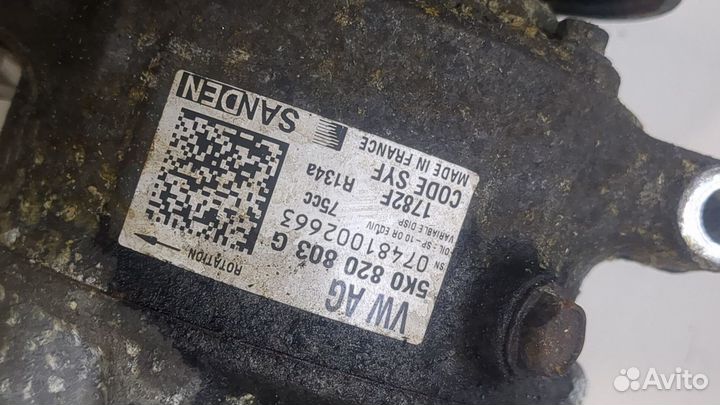 VW AG
5K0 820 803 G
SN 07481002663
OIL : SP - 10 OR EQUIV
VARIABLE DISP
75cc
1782F R134a
CODE SYF
MADE IN FRANCE
SANDEN
ROTATION
Avito